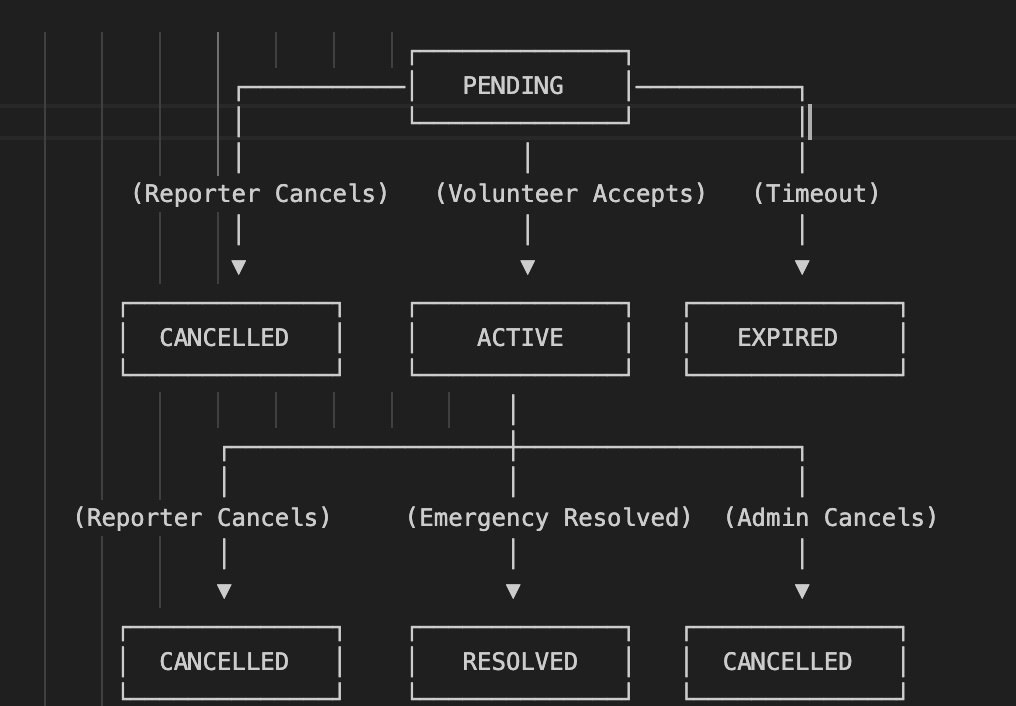 PENDING
(Reporter Cancels) (Volunteer Accepts) (Timeout)
CANCELLED ACTIVE EXPIRED
(Reporter Cancels) (Emergency Resolved) (Admin Cancels)
CANCELLED RESOLVED CANCELLED